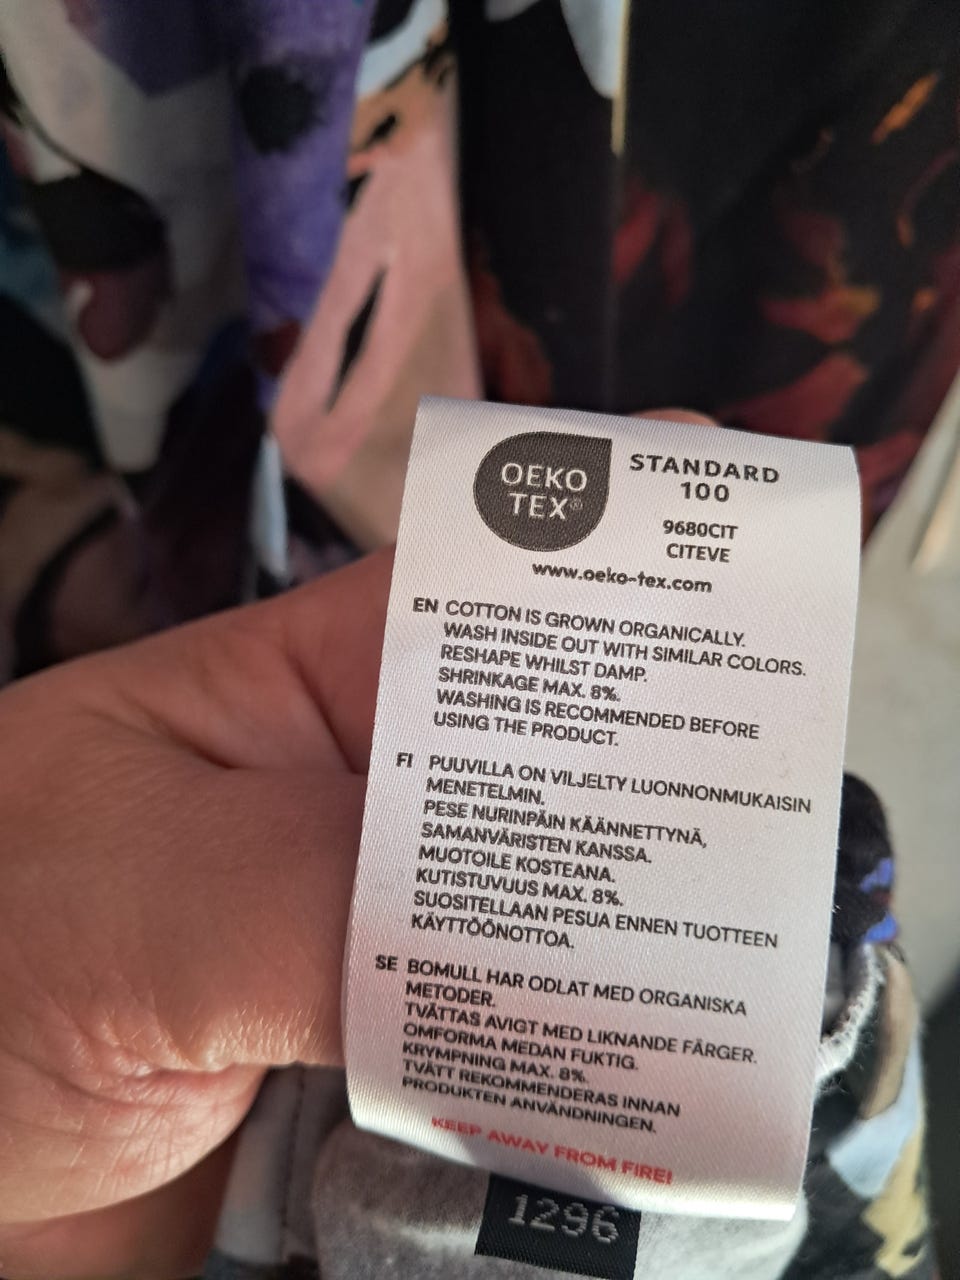 OEKO
TEX®
STANDARD
100
9680CIT
CITEVE
www.oeko-tex.com
EN COTTON IS GROWN ORGANICALLY.
WASH INSIDE OUT WITH SIMILAR COLORS.
RESHAPE WHILST DAMP.
SHRINKAGE MAX. 8%.
WASHING IS RECOMMENDED BEFORE
USING THE PRODUCT.
FI PUUVILLA ON VILJELTY LUONNONMUKAISIN
MENETELMIN.
PESE NURINPÄIN KÄÄNNETTYNÄ,
SAMANVÄRISTEN KANSSA.
MUOTOILE KOSTEANA.
KUTISTUVUUS MAX. 8%.
SUOSITELLAAN PESUA ENNEN TUOTTEEN
KÄYTTÖÖNOTTOA.
SE BOMULL HAR ODLAT MED ORGANISKA
METODER.
TVÄTTAS AVIGT MED LIKNANDE FÄRGER.
OMFORMA MEDAN FUKTIG.
KRYMPNING MAX. 8%.
TVÄTT REKOMMENDERAS INNAN
PRODUKTEN ANVÄNDNINGEN.
KEEP AWAY FROM FIRE!
1296